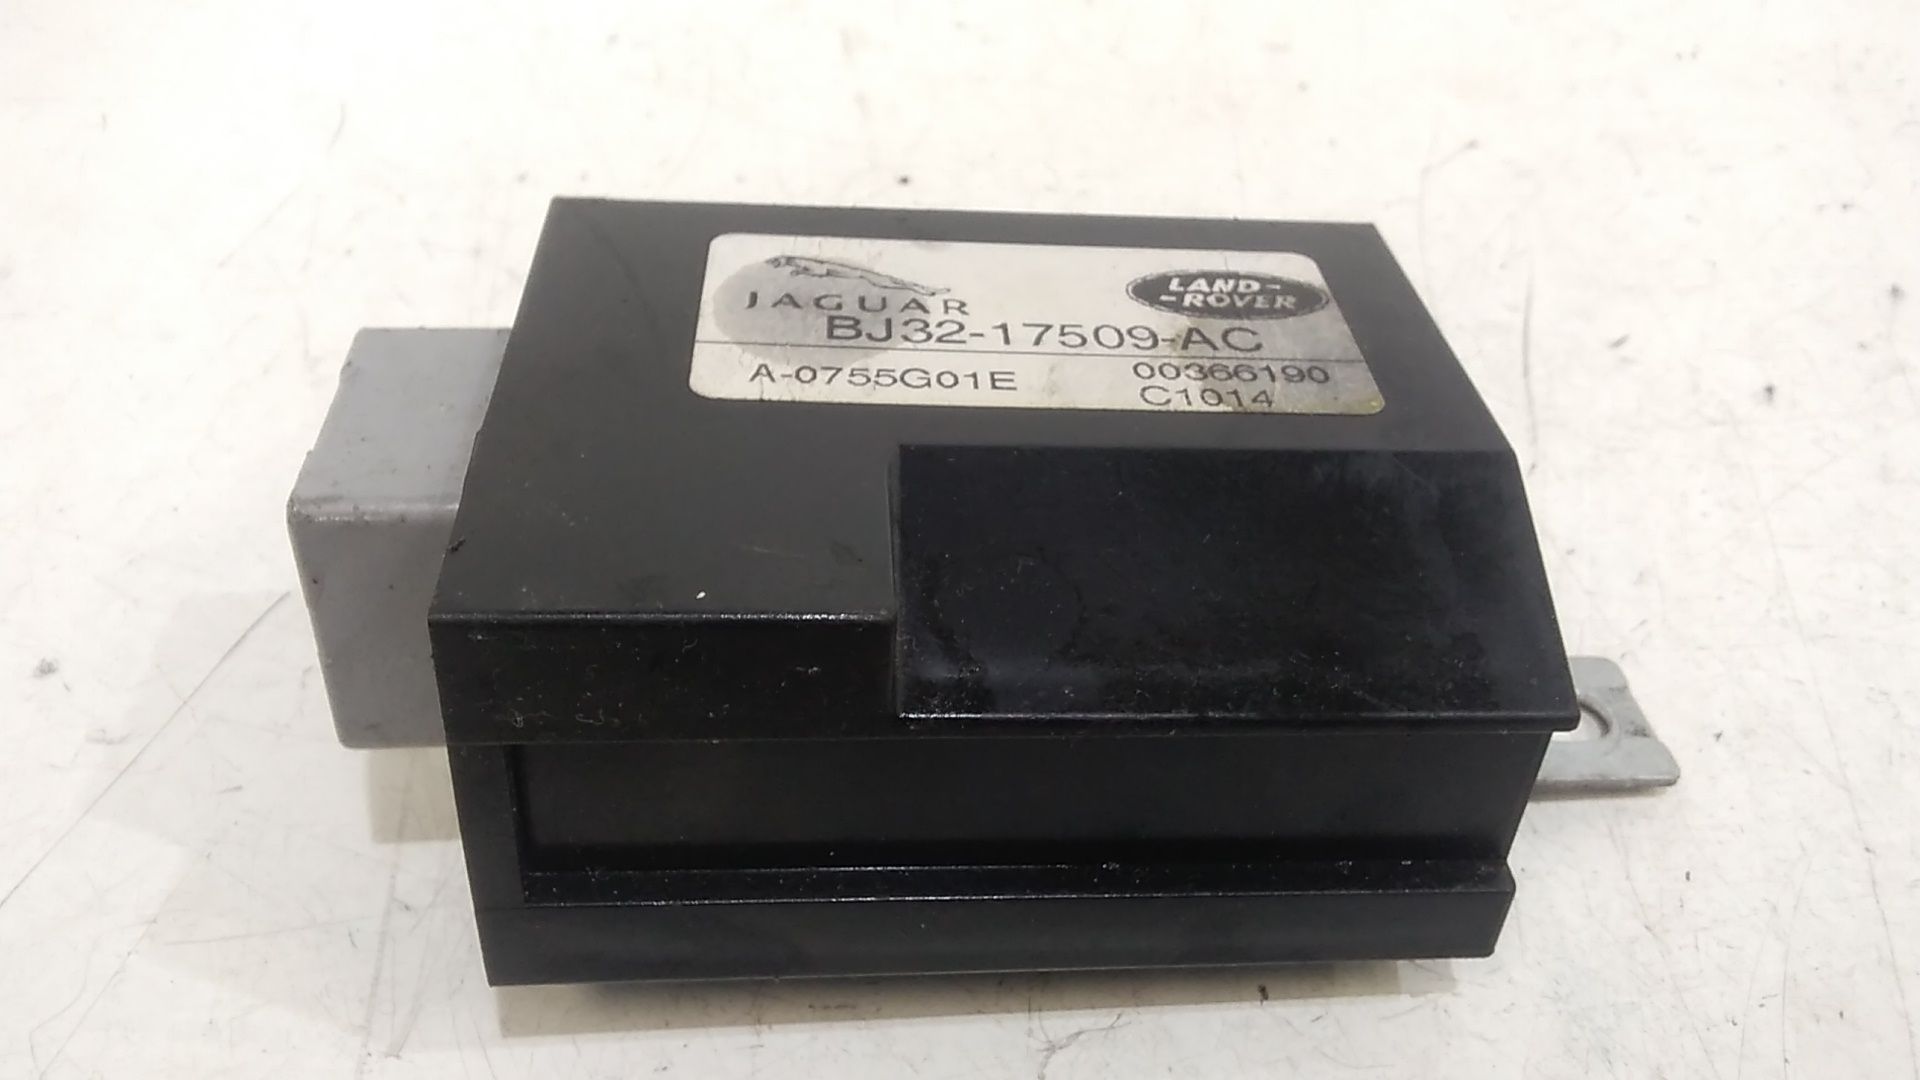 JAGUAR
LAND-
-ROVER
BJ32-17509-AC
A-0755G01E 00366190
C1014